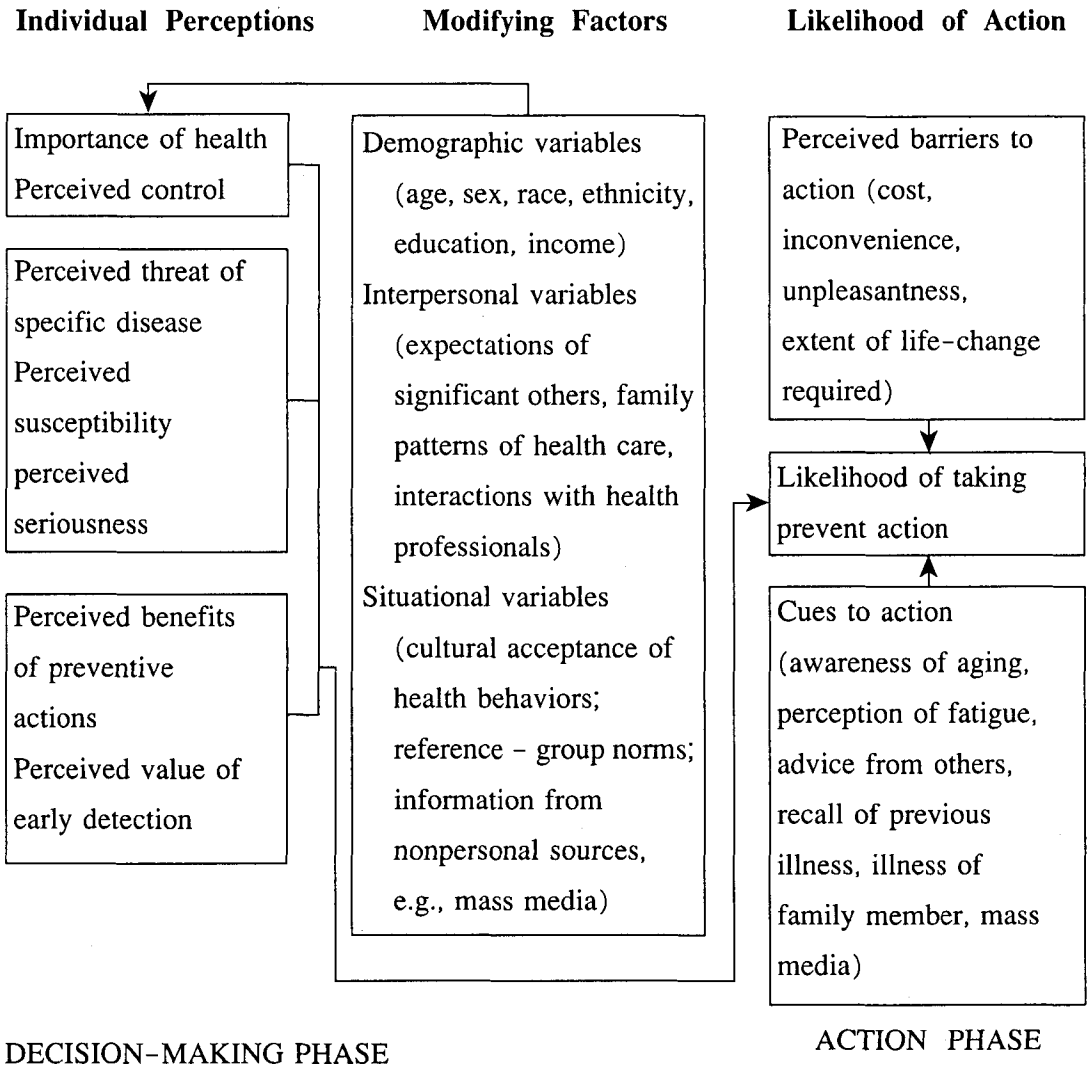 Individual Perceptions
Modifying Factors
Likelihood of Action
Importance of health
Perceived control
Perceived threat of
specific disease
Perceived
susceptibility
perceived
seriousness
Perceived benefits
of preventive
actions
Perceived value of
early detection
Demographic variables
(age, sex, race, ethnicity,
education, income)
Interpersonal variables
(expectations of
significant others, family
patterns of health care,
interactions with health
professionals)
Situational variables
(cultural acceptance of
health behaviors;
reference - group norms;
information from
nonpersonal sources,
e.g., mass media)
Perceived barriers to
action (cost,
inconvenience,
unpleasantness,
extent of life-change
required)
Likelihood of taking
prevent action
Cues to action
(awareness of aging,
perception of fatigue,
advice from others,
recall of previous
illness, illness of
family member, mass
media)
DECISION-MAKING PHASE
ACTION PHASE